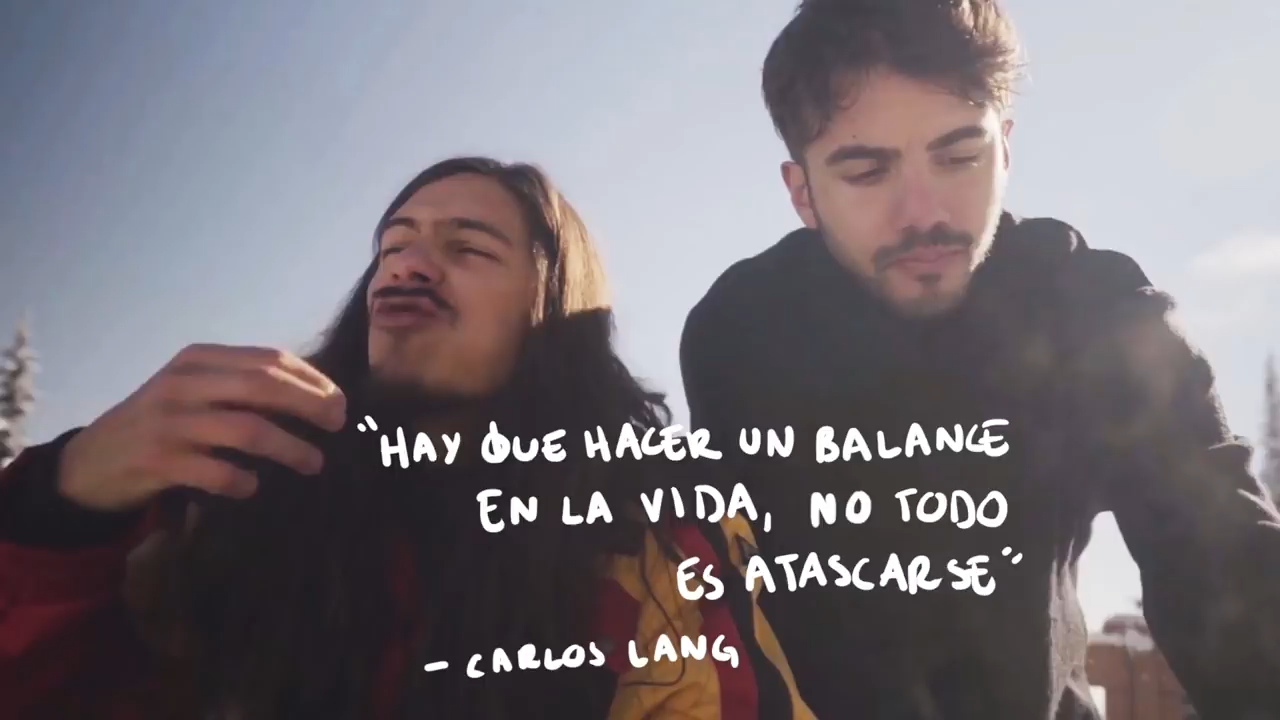 "HAY QUE HACER UN BALANCE
EN LA VIDA, NO TODO
ES ATASCARSE"
- CARLOS LANG